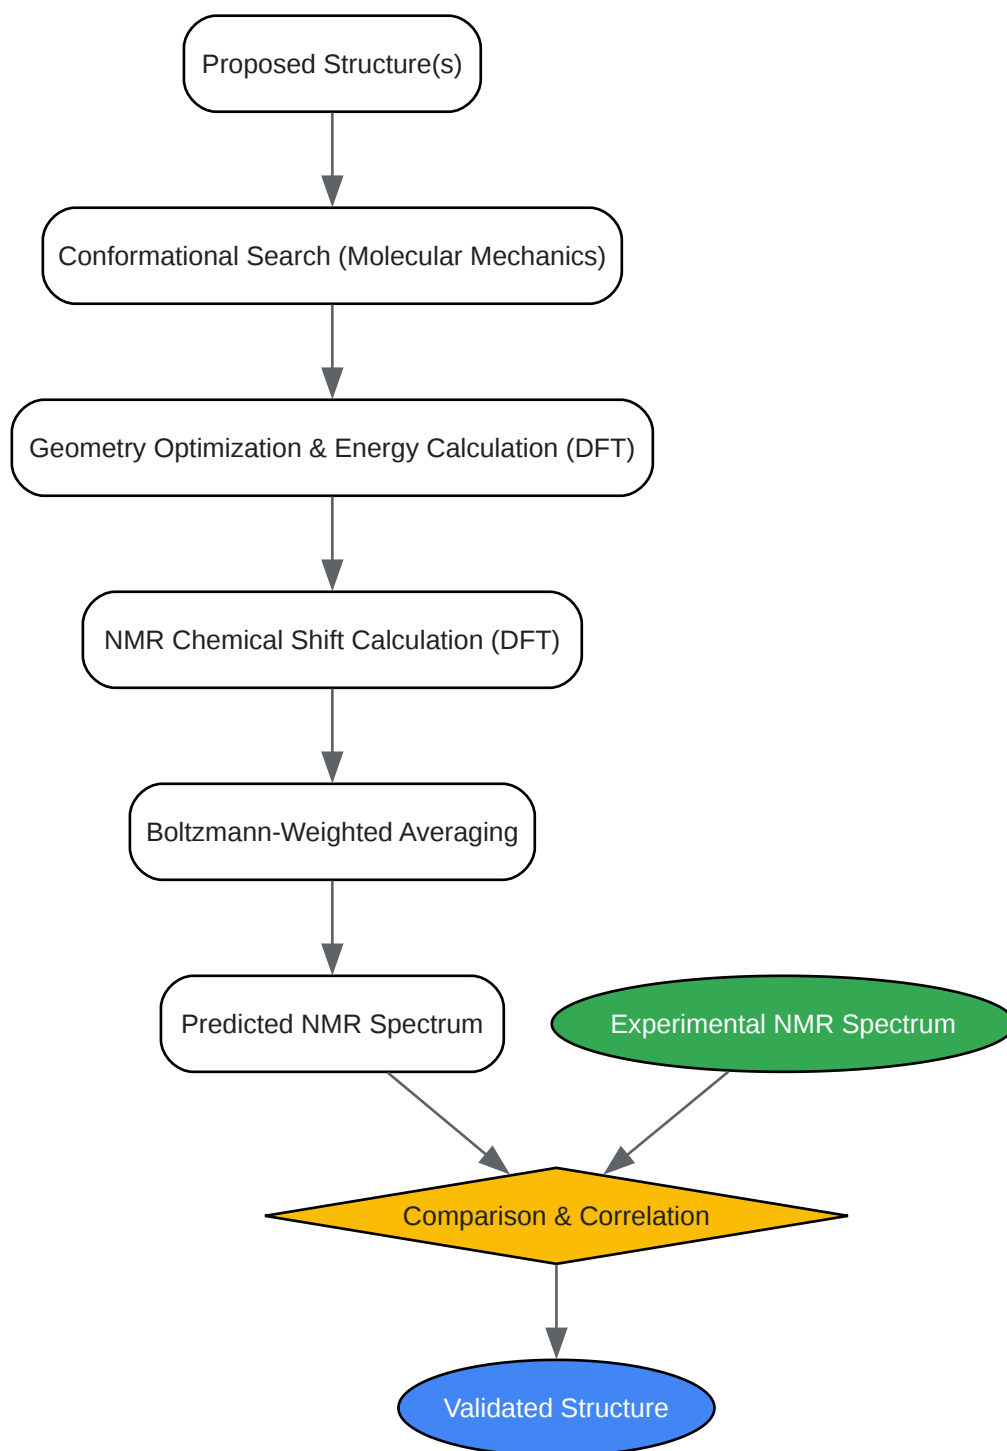 Proposed Structure(s)
Conformational Search (Molecular Mechanics)
Geometry Optimization & Energy Calculation (DFT)
NMR Chemical Shift Calculation (DFT)
Boltzmann-Weighted Averaging
Predicted NMR Spectrum
Experimental NMR Spectrum
Comparison & Correlation
Validated Structure